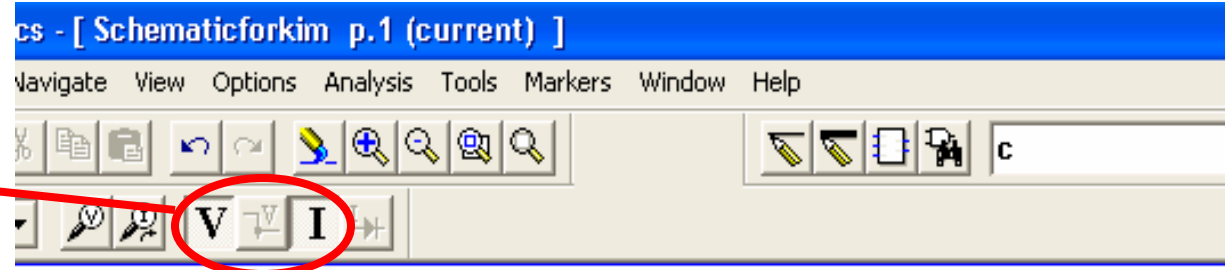 cs - [ Schematicforkim p.1 (current) ]
Navigate View Options Analysis Tools Markers Window Help
c
V I